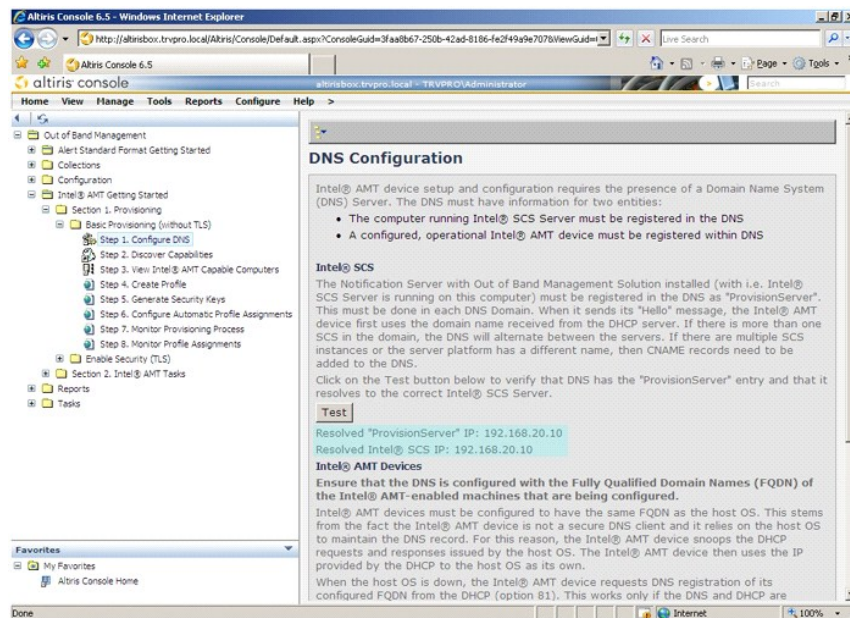 Altiris Console 6.5 - Windows Internet Explorer
http://altirisbox.trvpro.local/Altiris/Console/Default.aspx?ConsoleGuid=3faa8b67-250b-42ad-8186-fe2f49a9e707&ViewGuid=
Live Search
Altiris Console 6.5
Page
Tools
altiris console
altirisbox.trvpro.local - TRVPRO\Administrator
Search
Home View Manage Tools Reports Configure Help >
Out of Band Management
Alert Standard Format Getting Started
Collections
Configuration
Intel® AMT Getting Started
Section 1. Provisioning
Basic Provisioning (without TLS)
Step 1. Configure DNS
Step 2. Discover Capabilities
Step 3. View Intel® AMT Capable Computers
Step 4. Create Profile
Step 5. Generate Security Keys
Step 6. Configure Automatic Profile Assignments
Step 7. Monitor Provisioning Process
Step 8. Monitor Profile Assignments
Enable Security (TLS)
Section 2. Intel® AMT Tasks
Reports
Tasks
Favorites
My Favorites
Altiris Console Home
DNS Configuration
Intel® AMT device setup and configuration requires the presence of a Domain Name System
(DNS) Server. The DNS must have information for two entities:
• The computer running Intel® SCS Server must be registered in the DNS
• A configured, operational Intel® AMT device must be registered within DNS
Intel® SCS
The Notification Server with Out of Band Management Solution installed (with i.e. Intel®
SCS Server is running on this computer) must be registered in the DNS as "ProvisionServer".
This must be done in each DNS Domain. When it sends its "Hello" message, the Intel® AMT
device first uses the domain name received from the DHCP server. If there is more than one
SCS in the domain, the DNS will alternate between the servers. If there are multiple SCS
instances or the server platform has a different name, then CNAME records need to be
added to the DNS.
Click on the Test button below to verify that DNS has the "ProvisionServer" entry and that it
resolves to the correct Intel® SCS Server.
Test
Resolved "ProvisionServer" IP: 192.168.20.10
Resolved Intel® SCS IP: 192.168.20.10
Intel® AMT Devices
Ensure that the DNS is configured with the Fully Qualified Domain Names (FQDN) of
the Intel® AMT-enabled machines that are being configured.
Intel® AMT devices must be configured to have the same FQDN as the host OS. This stems
from the fact the Intel® AMT device is not a secure DNS client and it relies on the host OS
to maintain the DNS record. For this reason, the Intel® AMT device snoops the DHCP
requests and responses issued by the host OS. The Intel® AMT device then uses the IP
provided by the DHCP to the host OS as its own.
When the host OS is down, the Intel® AMT device requests DNS registration of its
configured FQDN from the DHCP (option 81). This works only if the DNS and DHCP are
Done
Internet
100%